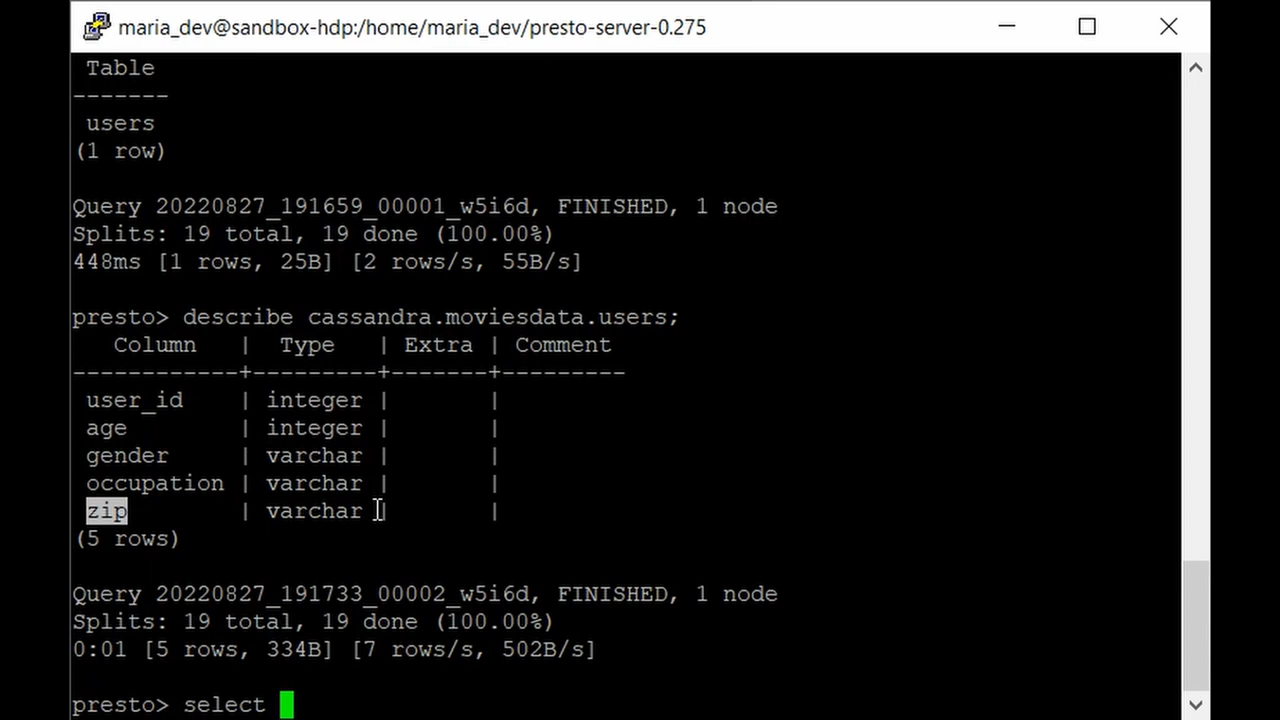 maria_dev@sandbox-hdp:/home/maria_dev/presto-server-0.275
Table
-------
users
(1 row)
Query 20220827_191659_00001_w5i6d, FINISHED, 1 node
Splits: 19 total, 19 done (100.00%)
448ms [1 rows, 25B] [2 rows/s, 55B/s]
presto> describe cassandra.moviesdata.users;
Column | Type | Extra | Comment
------------+---------+-------+---------
user_id | integer | |
age | integer | |
gender | varchar | |
occupation | varchar | |
zip | varchar | |
(5 rows)
Query 20220827_191733_00002_w5i6d, FINISHED, 1 node
Splits: 19 total, 19 done (100.00%)
0:01 [5 rows, 334B] [7 rows/s, 502B/s]
presto> select